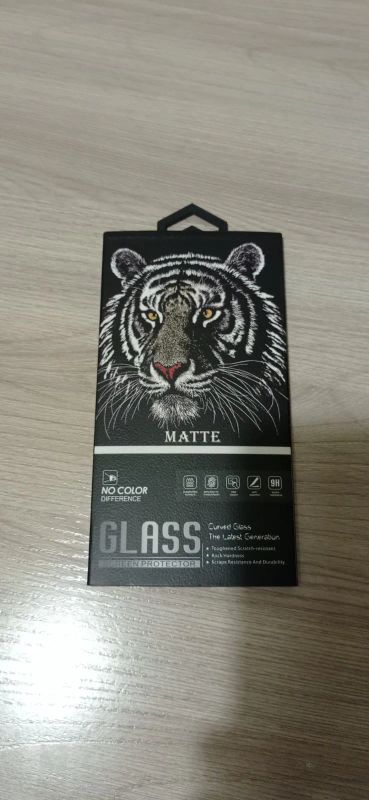 MATTE
NO COLOR
DIFFERENCE
9H
GLASS
SCREEN PROTECTOR
Curved Glass
The Latest Generation
Toughened Scratch-resistant
Rock Hardness
Scrape Resistance And Durability